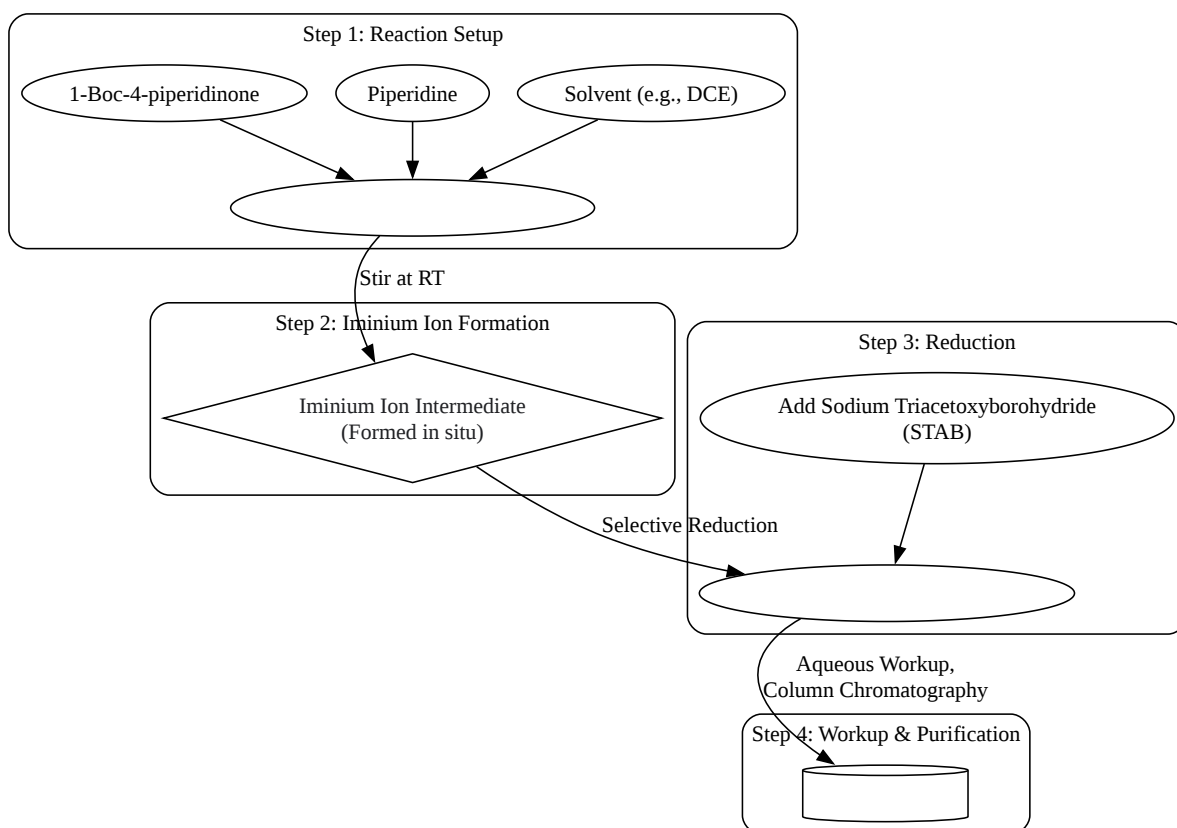 Step 1: Reaction Setup
1-Boc-4-piperidinone
Piperidine
Solvent (e.g., DCE)
Stir at RT
Step 2: Iminium Ion Formation
Iminium Ion Intermediate
(Formed in situ)
Step 3: Reduction
Add Sodium Triacetoxyborohydride
(STAB)
Selective Reduction
Aqueous Workup,
Column Chromatography
Step 4: Workup & Purification